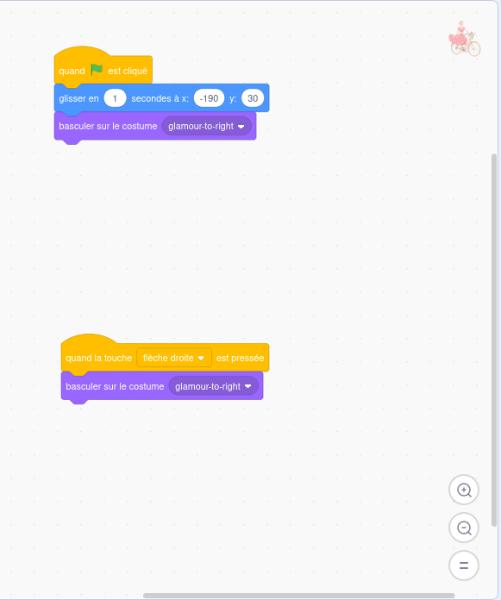 quand est cliqué
glisser en 1 secondes à x: -190 y: 30
basculer sur le costume glamour-to-right
quand la touche flèche droite est pressée
basculer sur le costume glamour-to-right